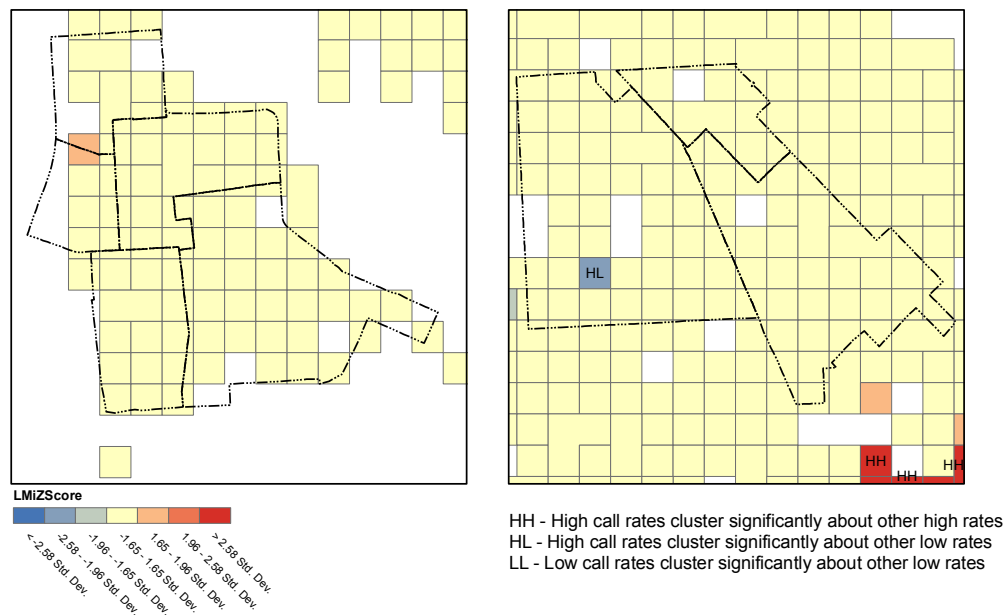 HL
HH
HH
HH
LMiZScore
< -2.58 Std. Dev.
-2.58 - -1.96 Std. Dev.
-1.96 - -1.65 Std. Dev.
-1.65 - 1.65 Std. Dev.
1.65 - 1.96 Std. Dev.
1.96 - 2.58 Std. Dev.
> 2.58 Std. Dev.
HH - High call rates cluster significantly about other high rates
HL - High call rates cluster significantly about other low rates
LL - Low call rates cluster significantly about other low rates